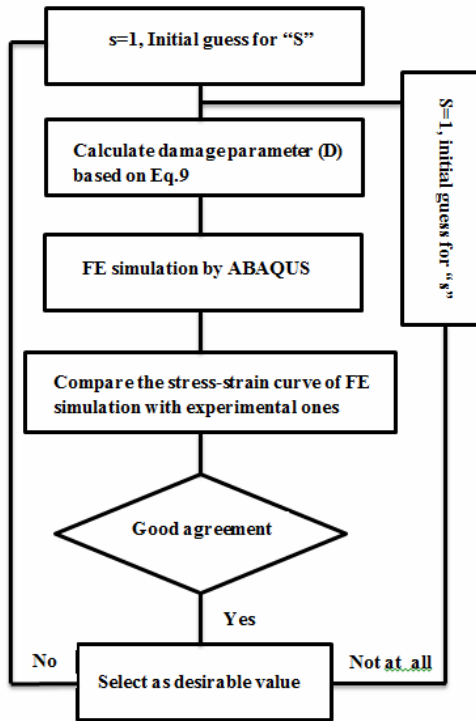 s=1, Initial guess for “S”
S=1, initial guess for “s”
Calculate damage parameter (D)
based on Eq.9
FE simulation by ABAQUS
Compare the stress-strain curve of FE
simulation with experimental ones
Good agreement
Yes
No
Not at all
Select as desirable value